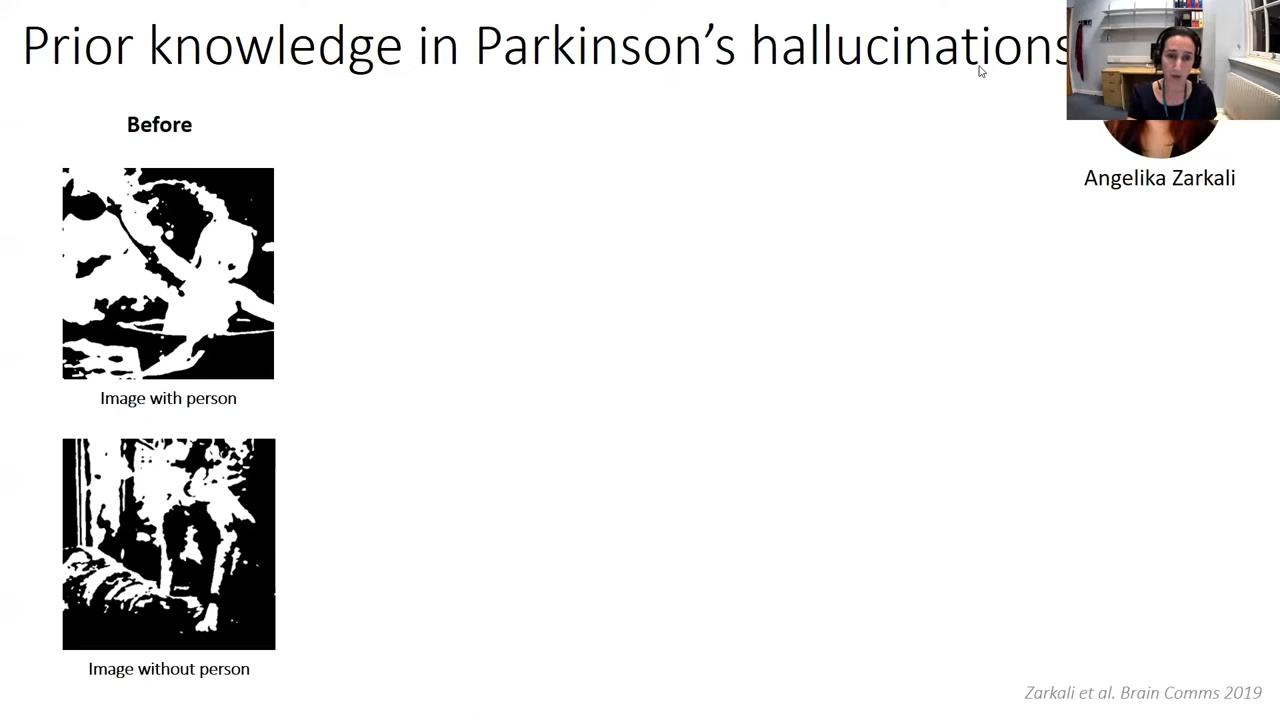 Prior knowledge in Parkinson's hallucinations
Before
Angelika Zarkali
Image with person
Image without person
Zarkali et al. Brain Comms 2019